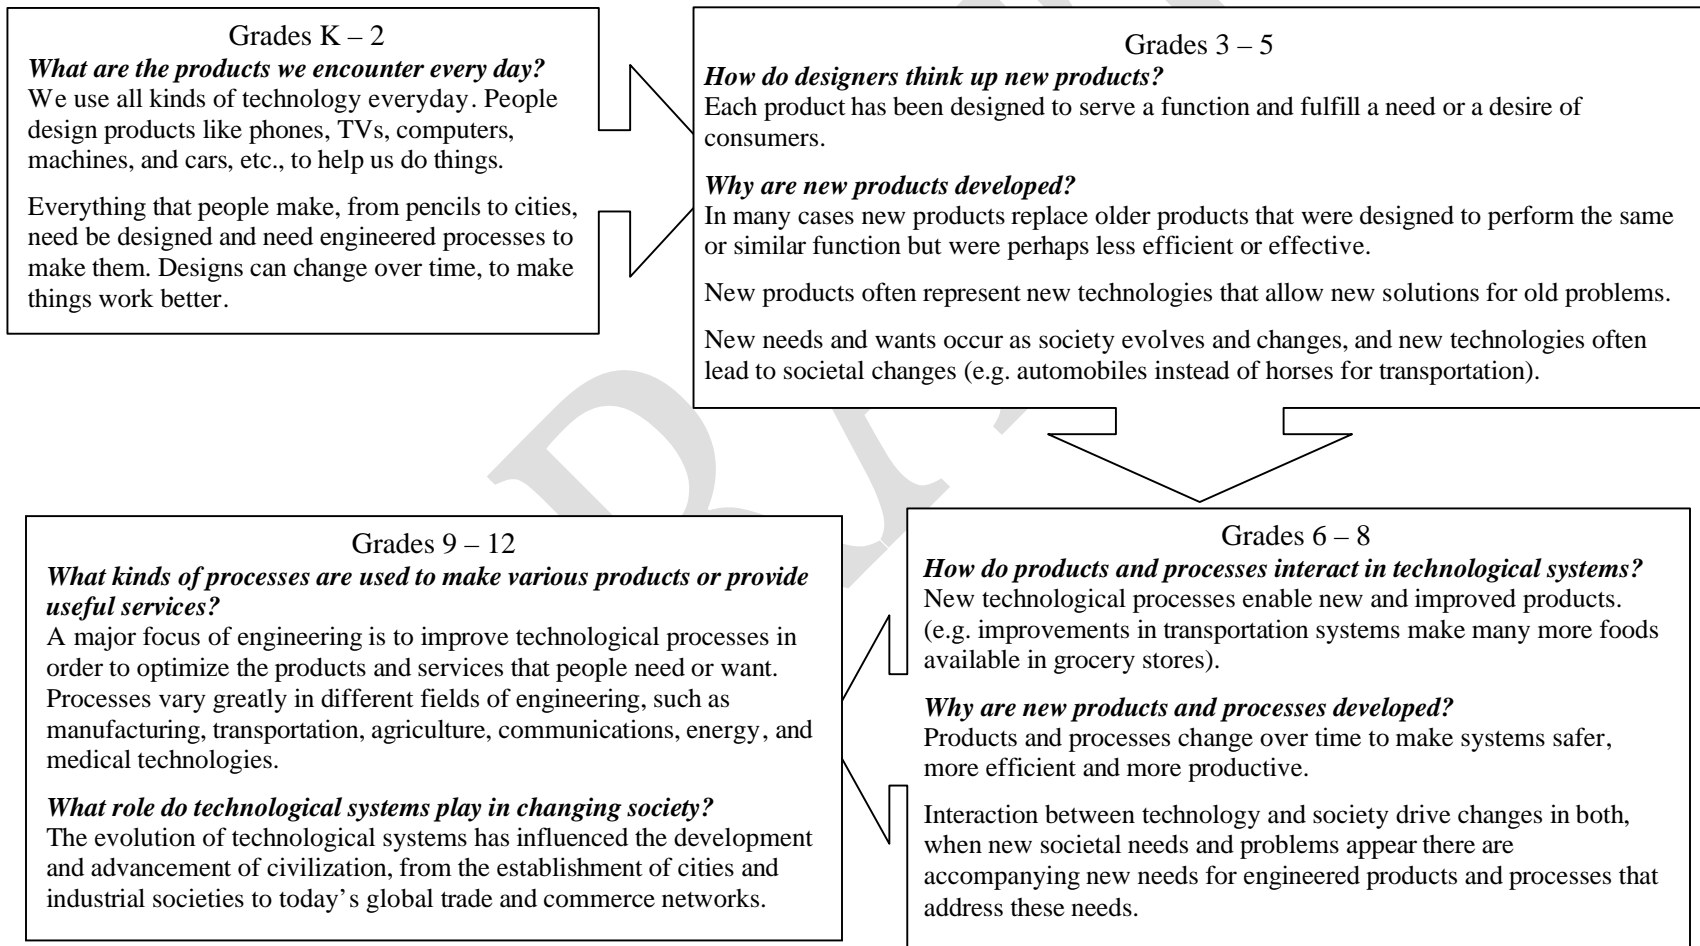 Grades K – 2
What are the products we encounter every day?
We use all kinds of technology everyday. People
design products like phones, TVs, computers,
machines, and cars, etc., to help us do things.
Everything that people make, from pencils to cities,
need be designed and need engineered processes to
make them. Designs can change over time, to make
things work better.
Grades 3 – 5
How do designers think up new products?
Each product has been designed to serve a function and fulfill a need or a desire of
consumers.
Why are new products developed?
In many cases new products replace older products that were designed to perform the same
or similar function but were perhaps less efficient or effective.
New products often represent new technologies that allow new solutions for old problems.
New needs and wants occur as society evolves and changes, and new technologies often
lead to societal changes (e.g. automobiles instead of horses for transportation).
Grades 6 – 8
How do products and processes interact in technological systems?
New technological processes enable new and improved products.
(e.g. improvements in transportation systems make many more foods
available in grocery stores).
Why are new products and processes developed?
Products and processes change over time to make systems safer,
more efficient and more productive.
Interaction between technology and society drive changes in both,
when new societal needs and problems appear there are
accompanying new needs for engineered products and processes that
address these needs.
Grades 9 – 12
What kinds of processes are used to make various products or provide
useful services?
A major focus of engineering is to improve technological processes in
order to optimize the products and services that people need or want.
Processes vary greatly in different fields of engineering, such as
manufacturing, transportation, agriculture, communications, energy, and
medical technologies.
What role do technological systems play in changing society?
The evolution of technological systems has influenced the development
and advancement of civilization, from the establishment of cities and
industrial societies to today's global trade and commerce networks.